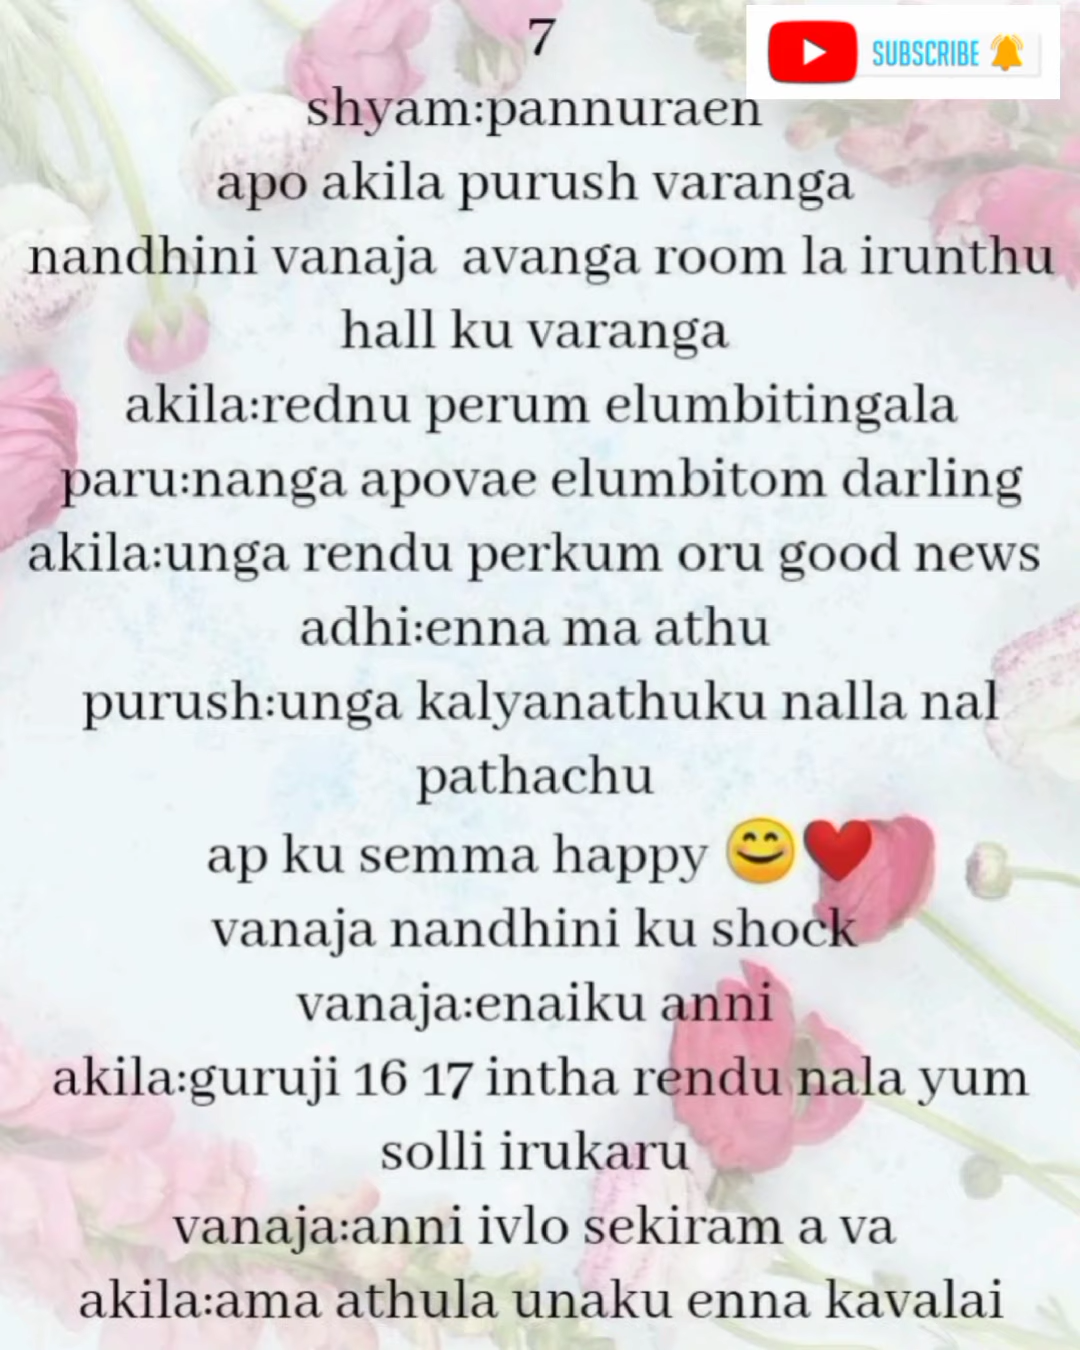 7
SUBSCRIBE
shyam:pannuraen
apo akila purush varanga
nandhini vanaja avanga room la irunthu
hall ku varanga
akila:rednu perum elumbitingala
paru:nanga apovae elumbitom darling
akila:unga rendu perkum oru good news
adhi:enna ma athu
purush:unga kalyanathuku nalla nal
pathachu
ap ku semma happy 😊❤️
vanaja nandhini ku shock
vanaja:enaiku anni
akila:guruji 16 17 intha rendu nala yum
solli irukaru
vanaja:anni ivlo sekiram a va
akila:ama athula unaku enna kavalai